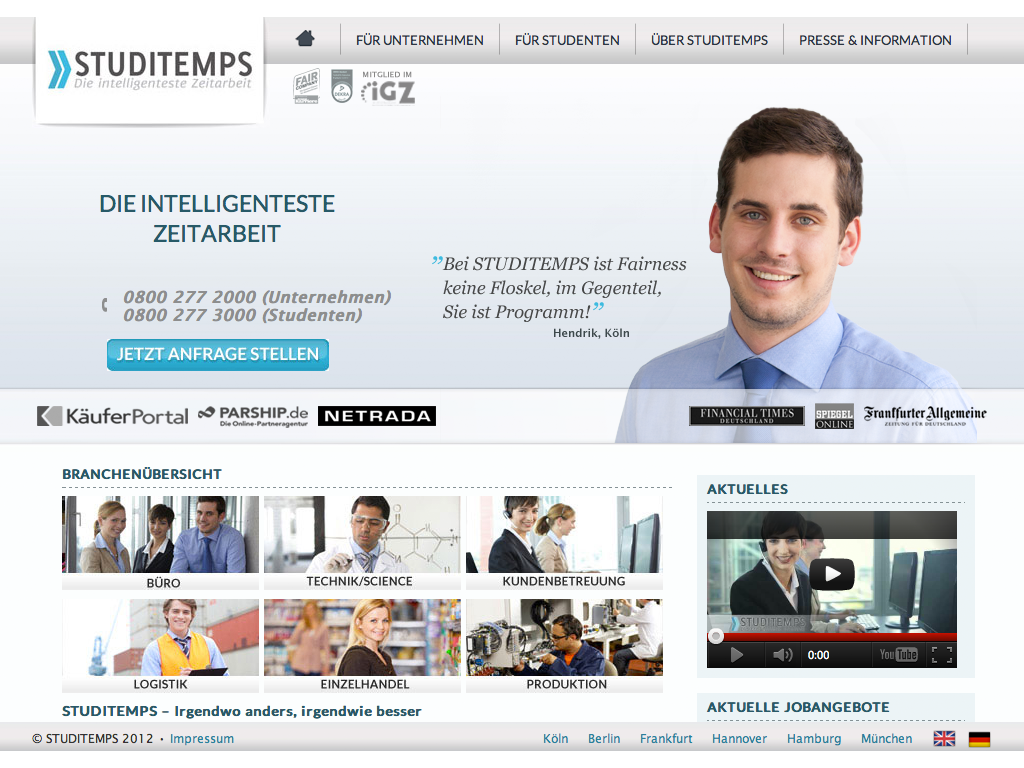 FÜR UNTERNEHMEN
FÜR STUDENTEN
ÜBER STUDITEMPS
PRESSE & INFORMATION
STUDITEMPS
Die intelligenteste Zeitarbeit
FAIR
COMPANY
DEKRA
MITGLIED IM
iGZ
DIE INTELLIGENTESTE
ZEITARBEIT
0800 277 2000 (Unternehmen)
0800 277 3000 (Studenten)
JETZT ANFRAGE STELLEN
”Bei STUDITEMPS ist Fairness
keine Floskel, im Gegenteil,
Sie ist Programm!”
Hendrik, Köln
KäuferPortal
PARSHIP.de
Die Online-Partneragentur
NETRADA
FINANCIAL TIMES
DEUTSCHLAND
SPIEGEL
ONLINE
Frankfurter Allgemeine
ZEITUNG FÜR DEUTSCHLAND
BRANCHENÜBERSICHT
BÜRO
TECHNIK/SCIENCE
KUNDENBETREUUNG
LOGISTIK
EINZELHANDEL
PRODUKTION
STUDITEMPS – Irgendwo anders, irgendwie besser
AKTUELLES
STUDITEMPS
0:00
YouTube
AKTUELLE JOBANGEBOTE
© STUDITEMPS 2012 · Impressum
Köln
Berlin
Frankfurt
Hannover
Hamburg
München